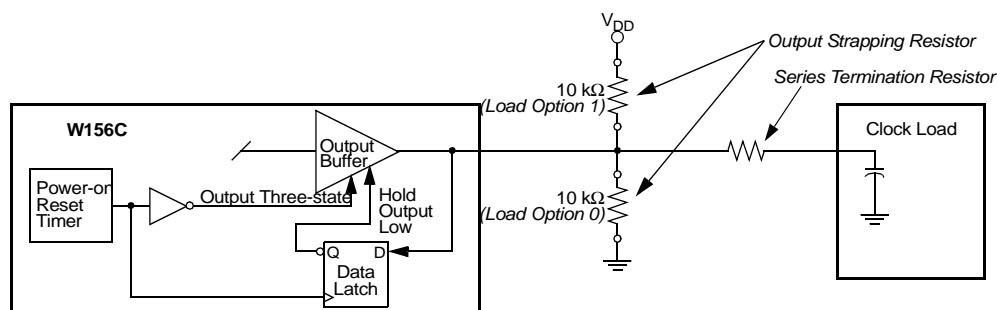 VDD
Output Strapping Resistor
Series Termination Resistor
10 kΩ
(Load Option 1)
W156C
Clock Load
Output
Buffer
Power-on
Reset
Timer
Output Three-state
Hold
Output
Low
10 kΩ
(Load Option 0)
Q
D
Data
Latch